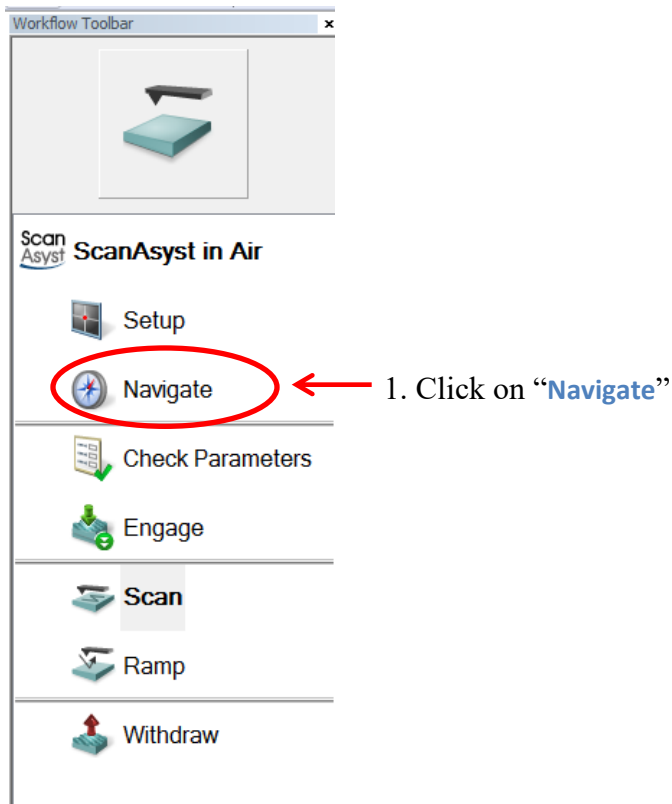 Workflow Toolbar x
Scan
Asyst
ScanAsyst in Air
Setup
Navigate
1. Click on “Navigate”
Check Parameters
Engage
Scan
Ramp
Withdraw